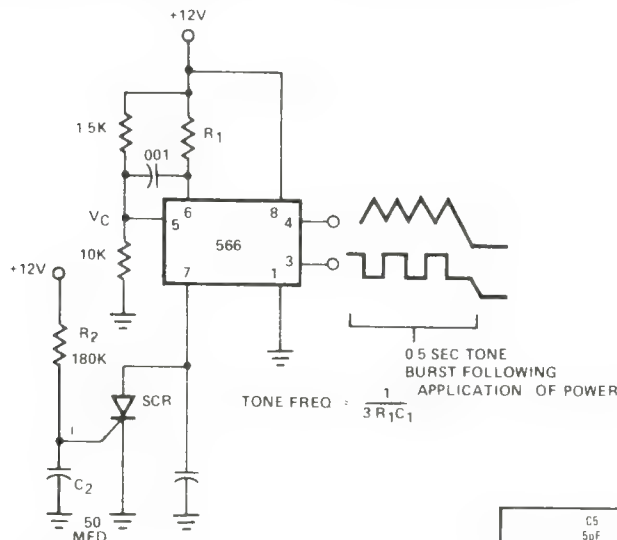 +12V
1 5K
R1
001
VC
5
6
8
4
566
10K
7
1
3
+12V
R2
180K
SCR
I
C2
50
MFD
0 5 SEC TONE
BURST FOLLOWING
APPLICATION OF POWER
TONE FREQ = 1
3 R1C1
C5
5pF